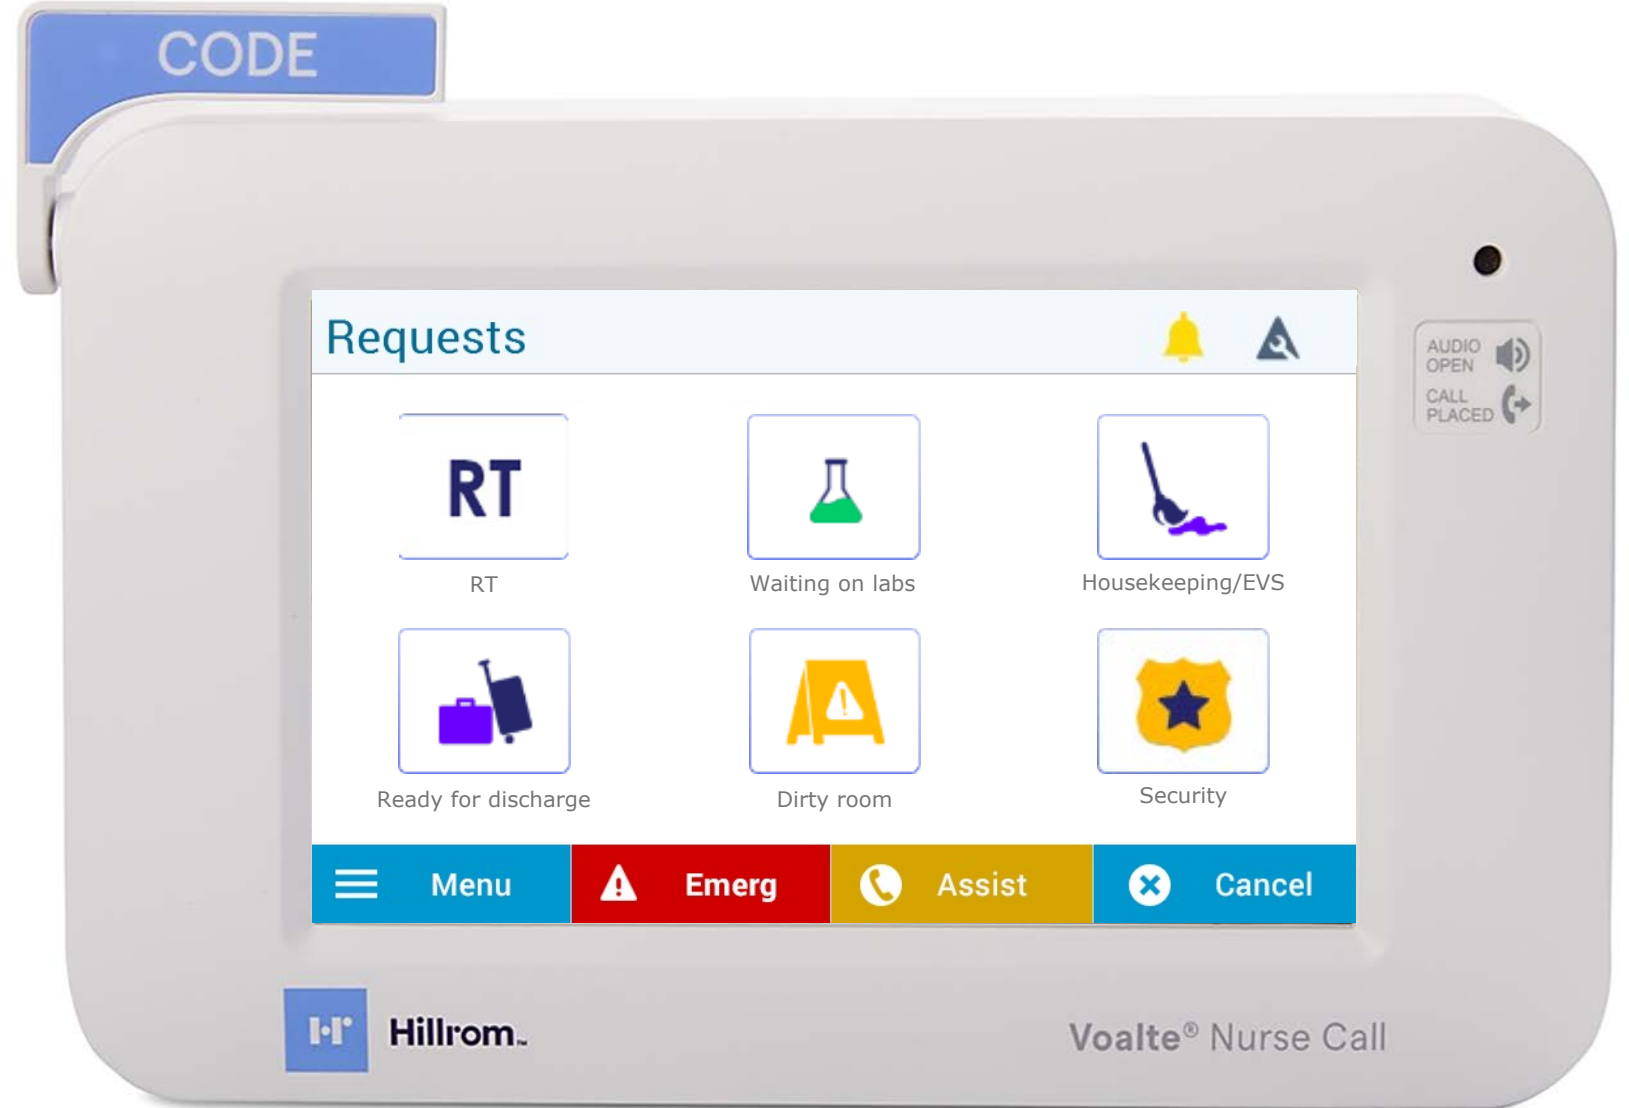 CODE
Requests
AUDIO
OPEN
CALL
PLACED
RT
RT
Waiting on labs
Housekeeping/EVS
Ready for discharge
Dirty room
Security
Menu
Emerg
Assist
Cancel
Hillrom™
Voalte® Nurse Call